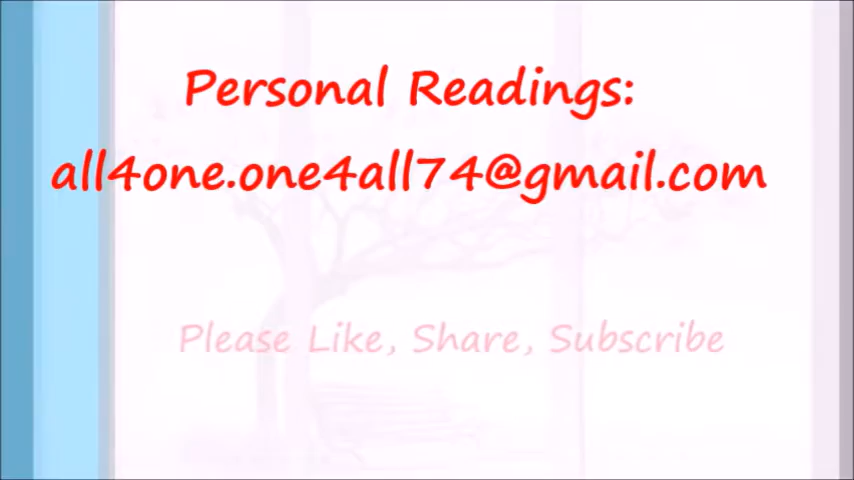 Personal Readings:
all4one.one4all74@gmail.com
Please Like, Share, Subscribe